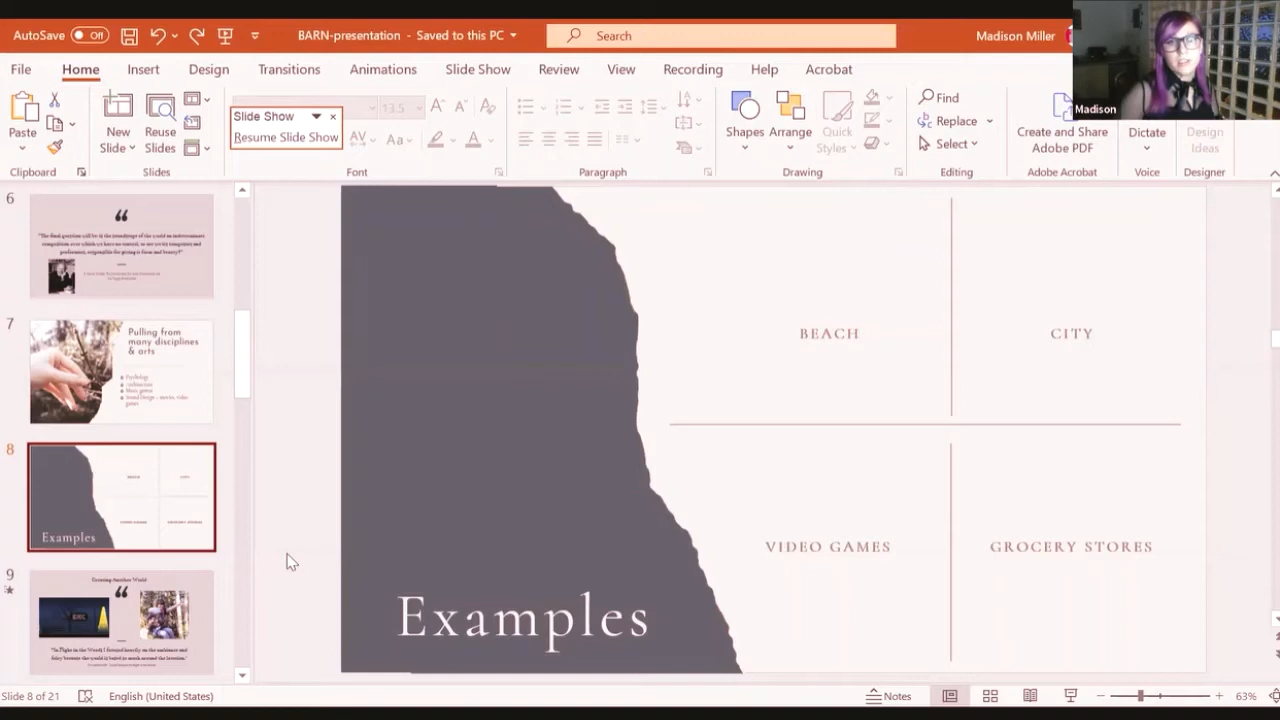 AutoSave Off BARN-presentation - Saved to this PC Search Madison Miller
File Home Insert Design Transitions Animations Slide Show Review View Recording Help Acrobat
Madison
Slide Show
Resume Slide Show
Paste
New Slide
Reuse Slides
Aa
Shapes
Arrange
Quick Styles
Find
Replace
Select
Create and Share
Adobe PDF
Dictate
Design
Ideas
Clipboard Slides Font Paragraph Drawing Editing Adobe Acrobat Voice Designer
6
7
Pulling from
many disciplines
& arts
8
Examples
9
BEACH CITY
VIDEO GAMES GROCERY STORES
Examples
Slide 8 of 21 English (United States) Notes 63%